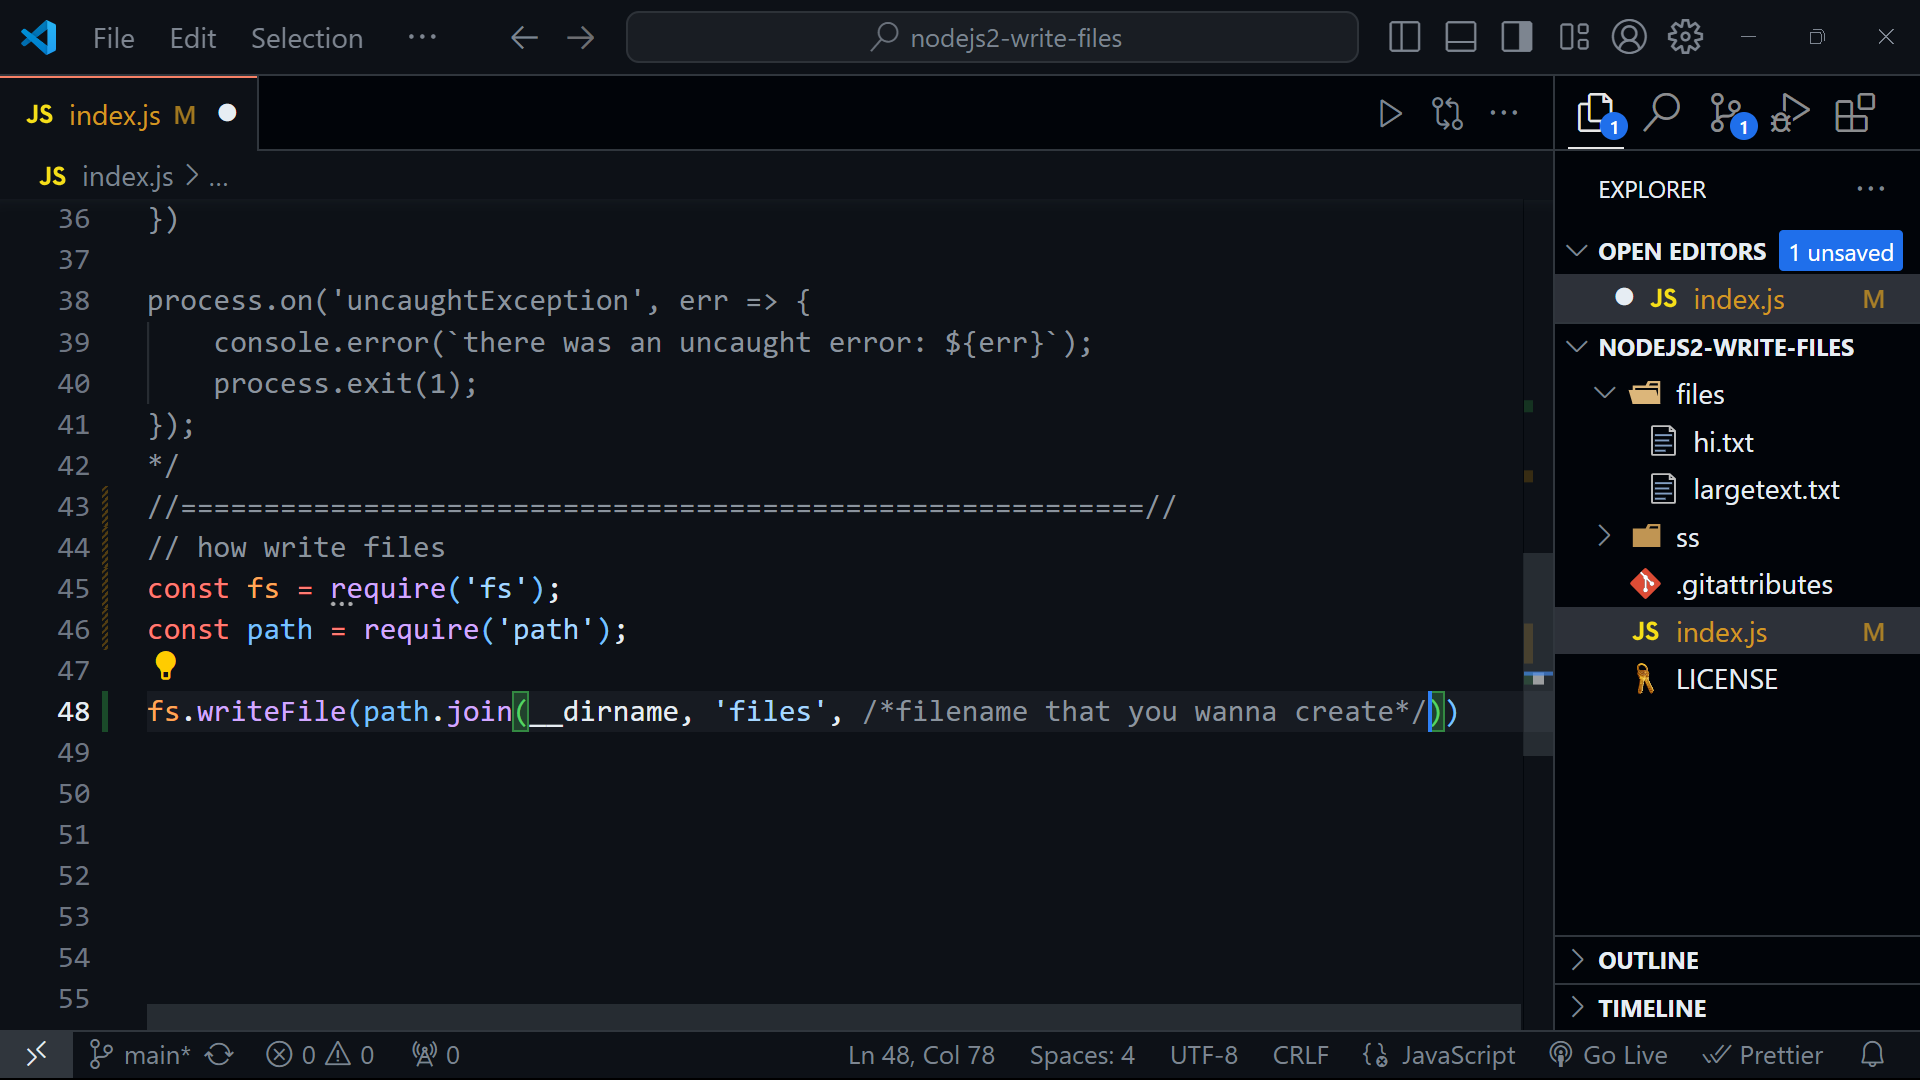 File Edit Selection ··· nodejs2-write-files
JS index.js M
JS index.js > ...
36 })
37
38 process.on('uncaughtException', err => {
39 console.error(`there was an uncaught error: ${err}`);
40 process.exit(1);
41 });
42 */
43 //==========================================================//
44 // how write files
45 const fs = require('fs');
46 const path = require('path');
47
48 fs.writeFile(path.join(__dirname, 'files', /*filename that you wanna create*/))
49
50
51
52
53
54
55
1 1
EXPLORER ···
OPEN EDITORS 1 unsaved
JS index.js M
NODEJS2-WRITE-FILES
files
hi.txt
largetext.txt
ss
.gitattributes
JS index.js M
LICENSE
OUTLINE
TIMELINE
main* 0 0 0 Ln 48, Col 78 Spaces: 4 UTF-8 CRLF JavaScript Go Live Prettier